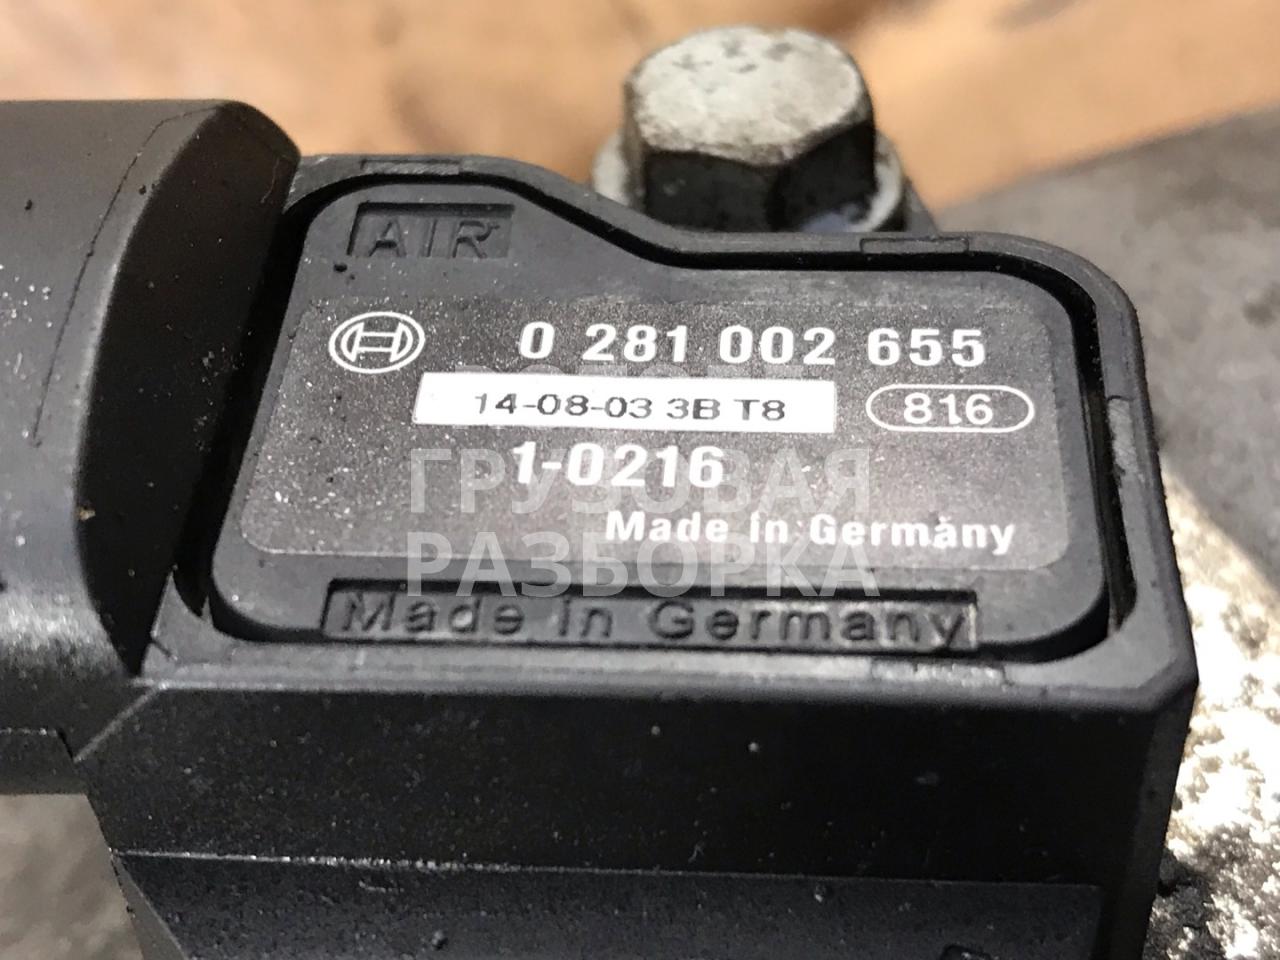 AIR
0 281 002 655
14-08-03 3B T8
816
1-0216
ГРУЗОВАЯ
Made in Germany
РАЗБОРКА
Made in Germany